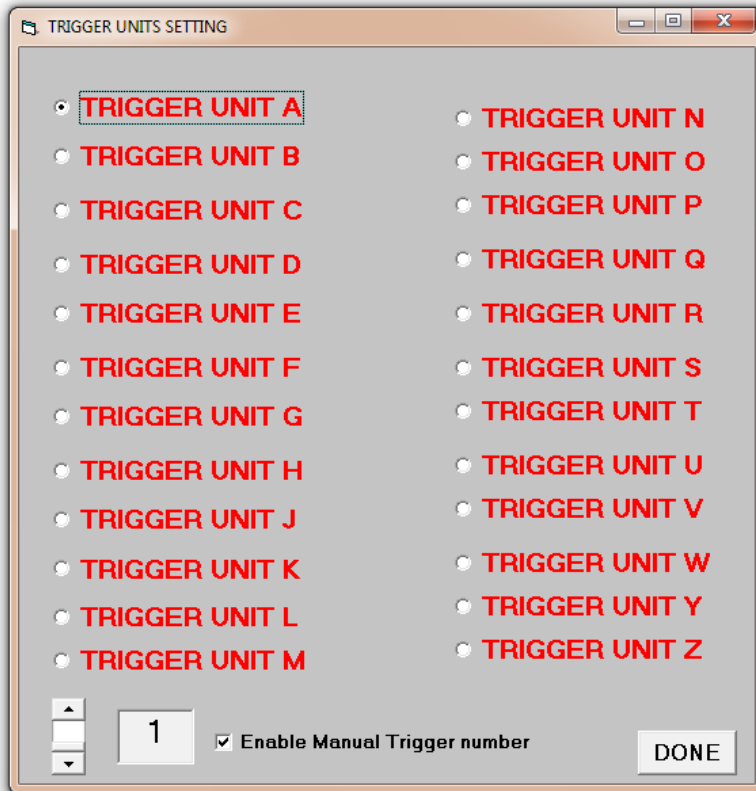 TRIGGER UNITS SETTING
TRIGGER UNIT A
TRIGGER UNIT B
TRIGGER UNIT C
TRIGGER UNIT D
TRIGGER UNIT E
TRIGGER UNIT F
TRIGGER UNIT G
TRIGGER UNIT H
TRIGGER UNIT J
TRIGGER UNIT K
TRIGGER UNIT L
TRIGGER UNIT M
TRIGGER UNIT N
TRIGGER UNIT O
TRIGGER UNIT P
TRIGGER UNIT Q
TRIGGER UNIT R
TRIGGER UNIT S
TRIGGER UNIT T
TRIGGER UNIT U
TRIGGER UNIT V
TRIGGER UNIT W
TRIGGER UNIT Y
TRIGGER UNIT Z
1
Enable Manual Trigger number
DONE